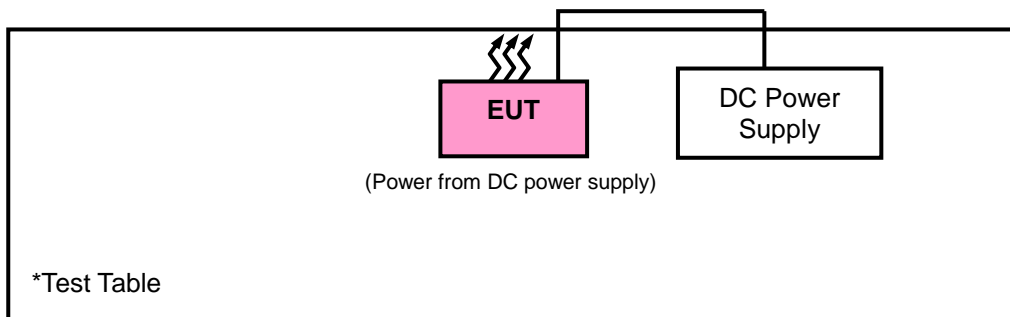 EUT
DC Power
Supply
(Power from DC power supply)
*Test Table